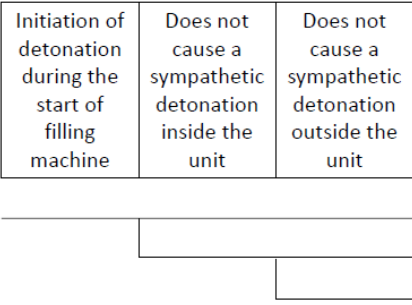 Initiation of
detonation
during the
start of
filling
machine
Does not
cause a
sympathetic
detonation
inside the
unit
Does not
cause a
sympathetic
detonation
outside the
unit